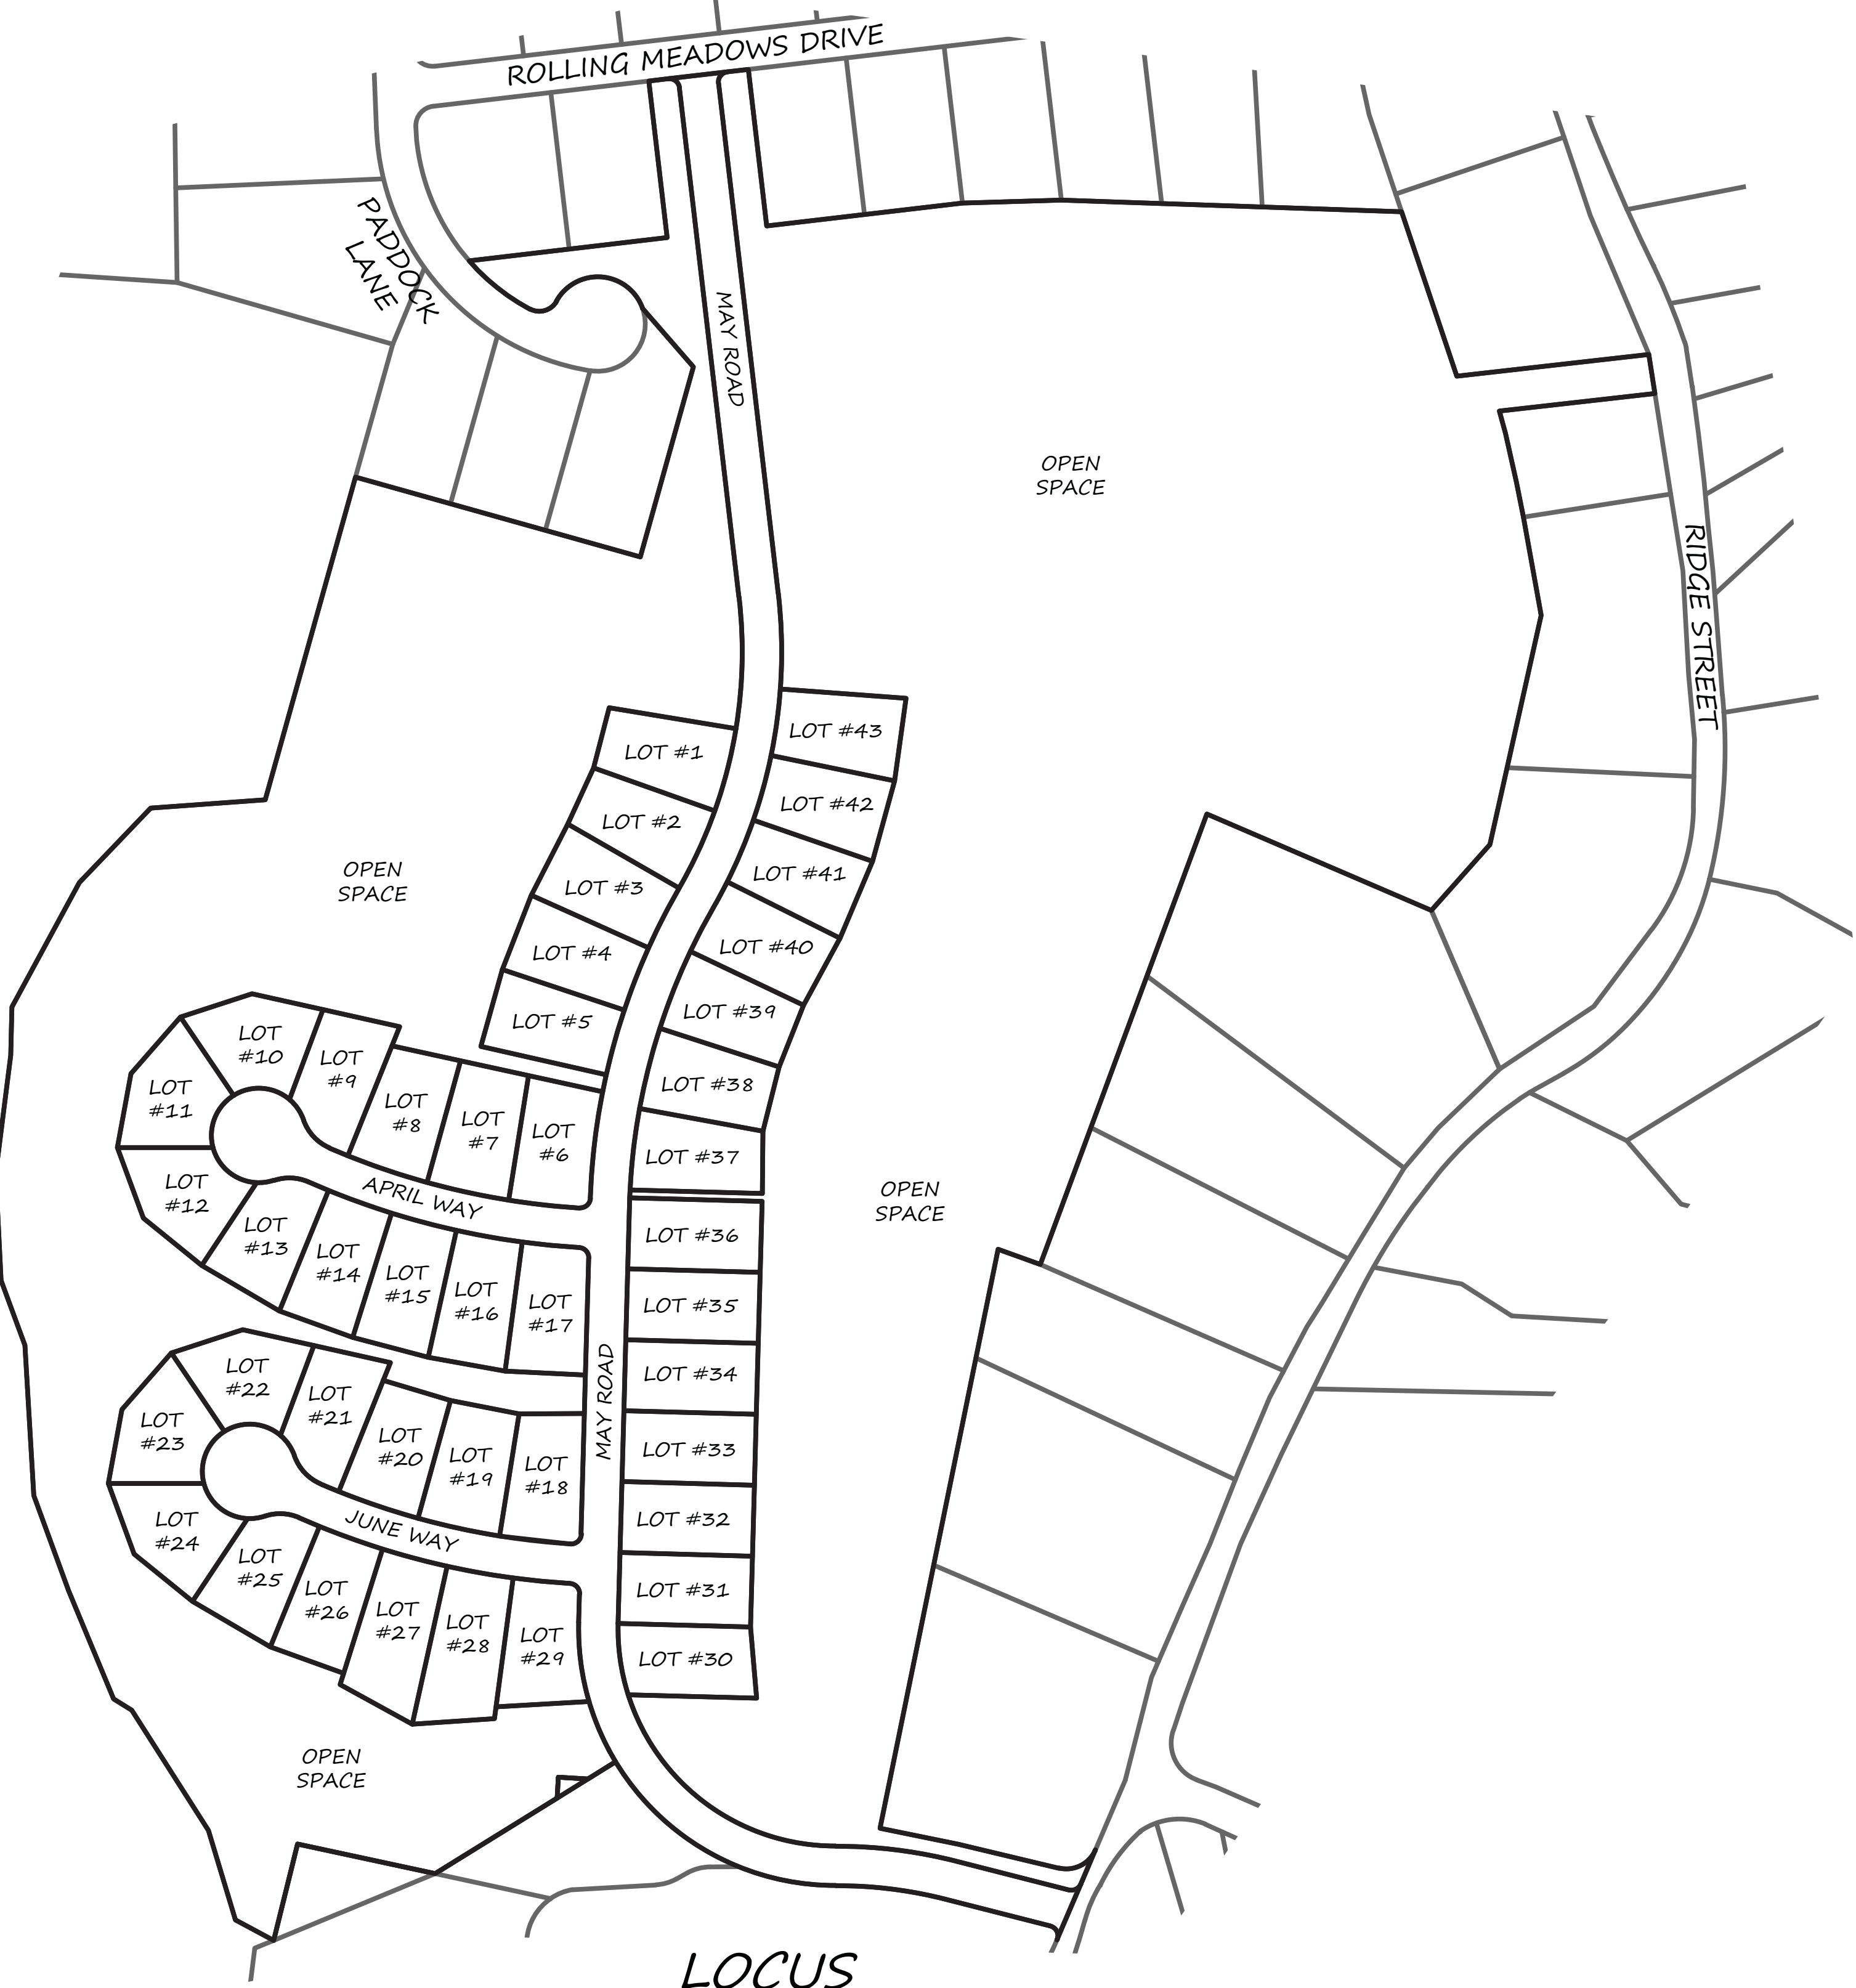 ROLLING MEADOWS DRIVE
PADDOCK
LANE
MAY ROAD
OPEN
SPACE
RIDGE STREET
LOT #1
LOT #2
LOT #3
LOT #4
LOT #5
LOT #43
LOT #42
LOT #41
LOT #40
LOT #39
LOT #38
LOT #37
OPEN
SPACE
LOT
#6
LOT
#7
LOT
#8
LOT
#9
LOT
#10
LOT
#11
LOT
#12
APRIL WAY
LOT
#13
LOT
#14
LOT
#15
LOT
#16
LOT
#17
OPEN
SPACE
LOT #36
LOT #35
LOT #34
LOT #33
LOT #32
LOT #31
LOT #30
MAY ROAD
LOT
#18
LOT
#19
LOT
#20
LOT
#21
LOT
#22
LOT
#23
LOT
#24
JUNE WAY
LOT
#25
LOT
#26
LOT
#27
LOT
#28
LOT
#29
OPEN
SPACE
LOCUS